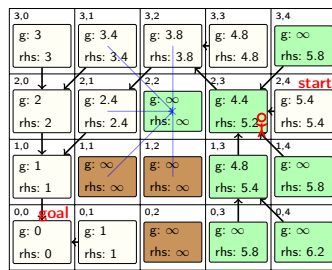 3,0 3,1 3,2 3,3 3,4
g: 3 g: 3.4 g: 3.8 g: 4.8 g: ∞
rhs: 3 rhs: 3.4 rhs: 3.8 rhs: 4.8 rhs: 5.8
2,0 2,1 2,2 2,3 2,4 start
g: 2 g: 2.4 g: ∞ g: 4.4 g: 5.4
rhs: 2 rhs: 2.4 rhs: ∞ rhs: 5.2 rhs: 5.4
1,0 1,1 1,2 1,3 1,4
g: 1 g: ∞ g: ∞ g: 4.8 g: ∞
rhs: 1 rhs: ∞ rhs: ∞ rhs: 5.4 rhs: 5.8
0,0 goal 0,1 0,2 0,3 0,4
g: 0 g: 1 g: ∞ g: ∞ g: ∞
rhs: 0 rhs: 1 rhs: ∞ rhs: 5.8 rhs: 6.2